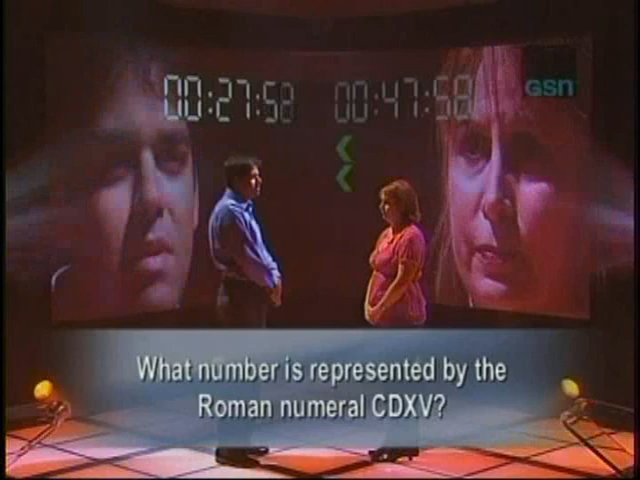 00:27:58 00:47:58 GSN
What number is represented by the
Roman numeral CDXV?